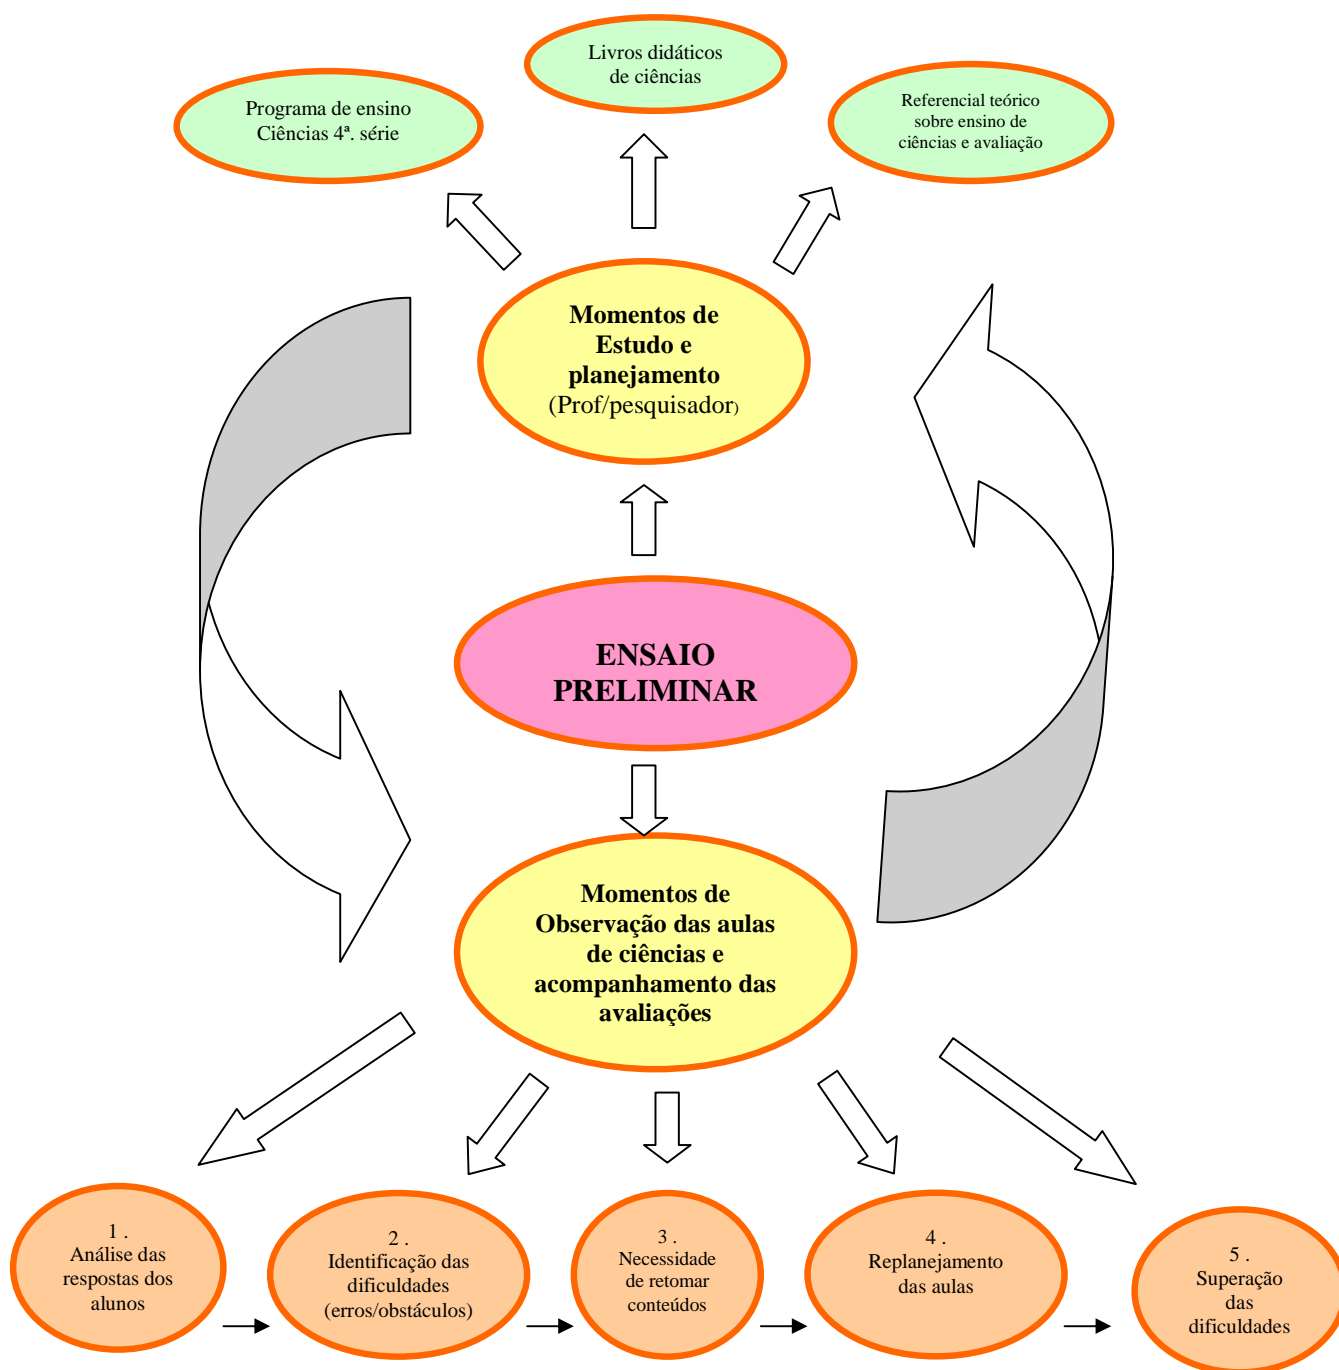 Livros didáticos
de ciências
Programa de ensino
Ciências 4ª. série
Referencial teórico
sobre ensino de
ciências e avaliação
Momentos de
Estudo e
planejamento
(Prof/pesquisador)
ENSAIO
PRELIMINAR
Momentos de
Observação das aulas
de ciências e
acompanhamento das
avaliações
1 .
Análise das
respostas dos
alunos
2 .
Identificação das
dificuldades
(erros/obstáculos)
3 .
Necessidade
de retomar
conteúdos
4 .
Replanejamento
das aulas
5 .
Superação
das
dificuldades